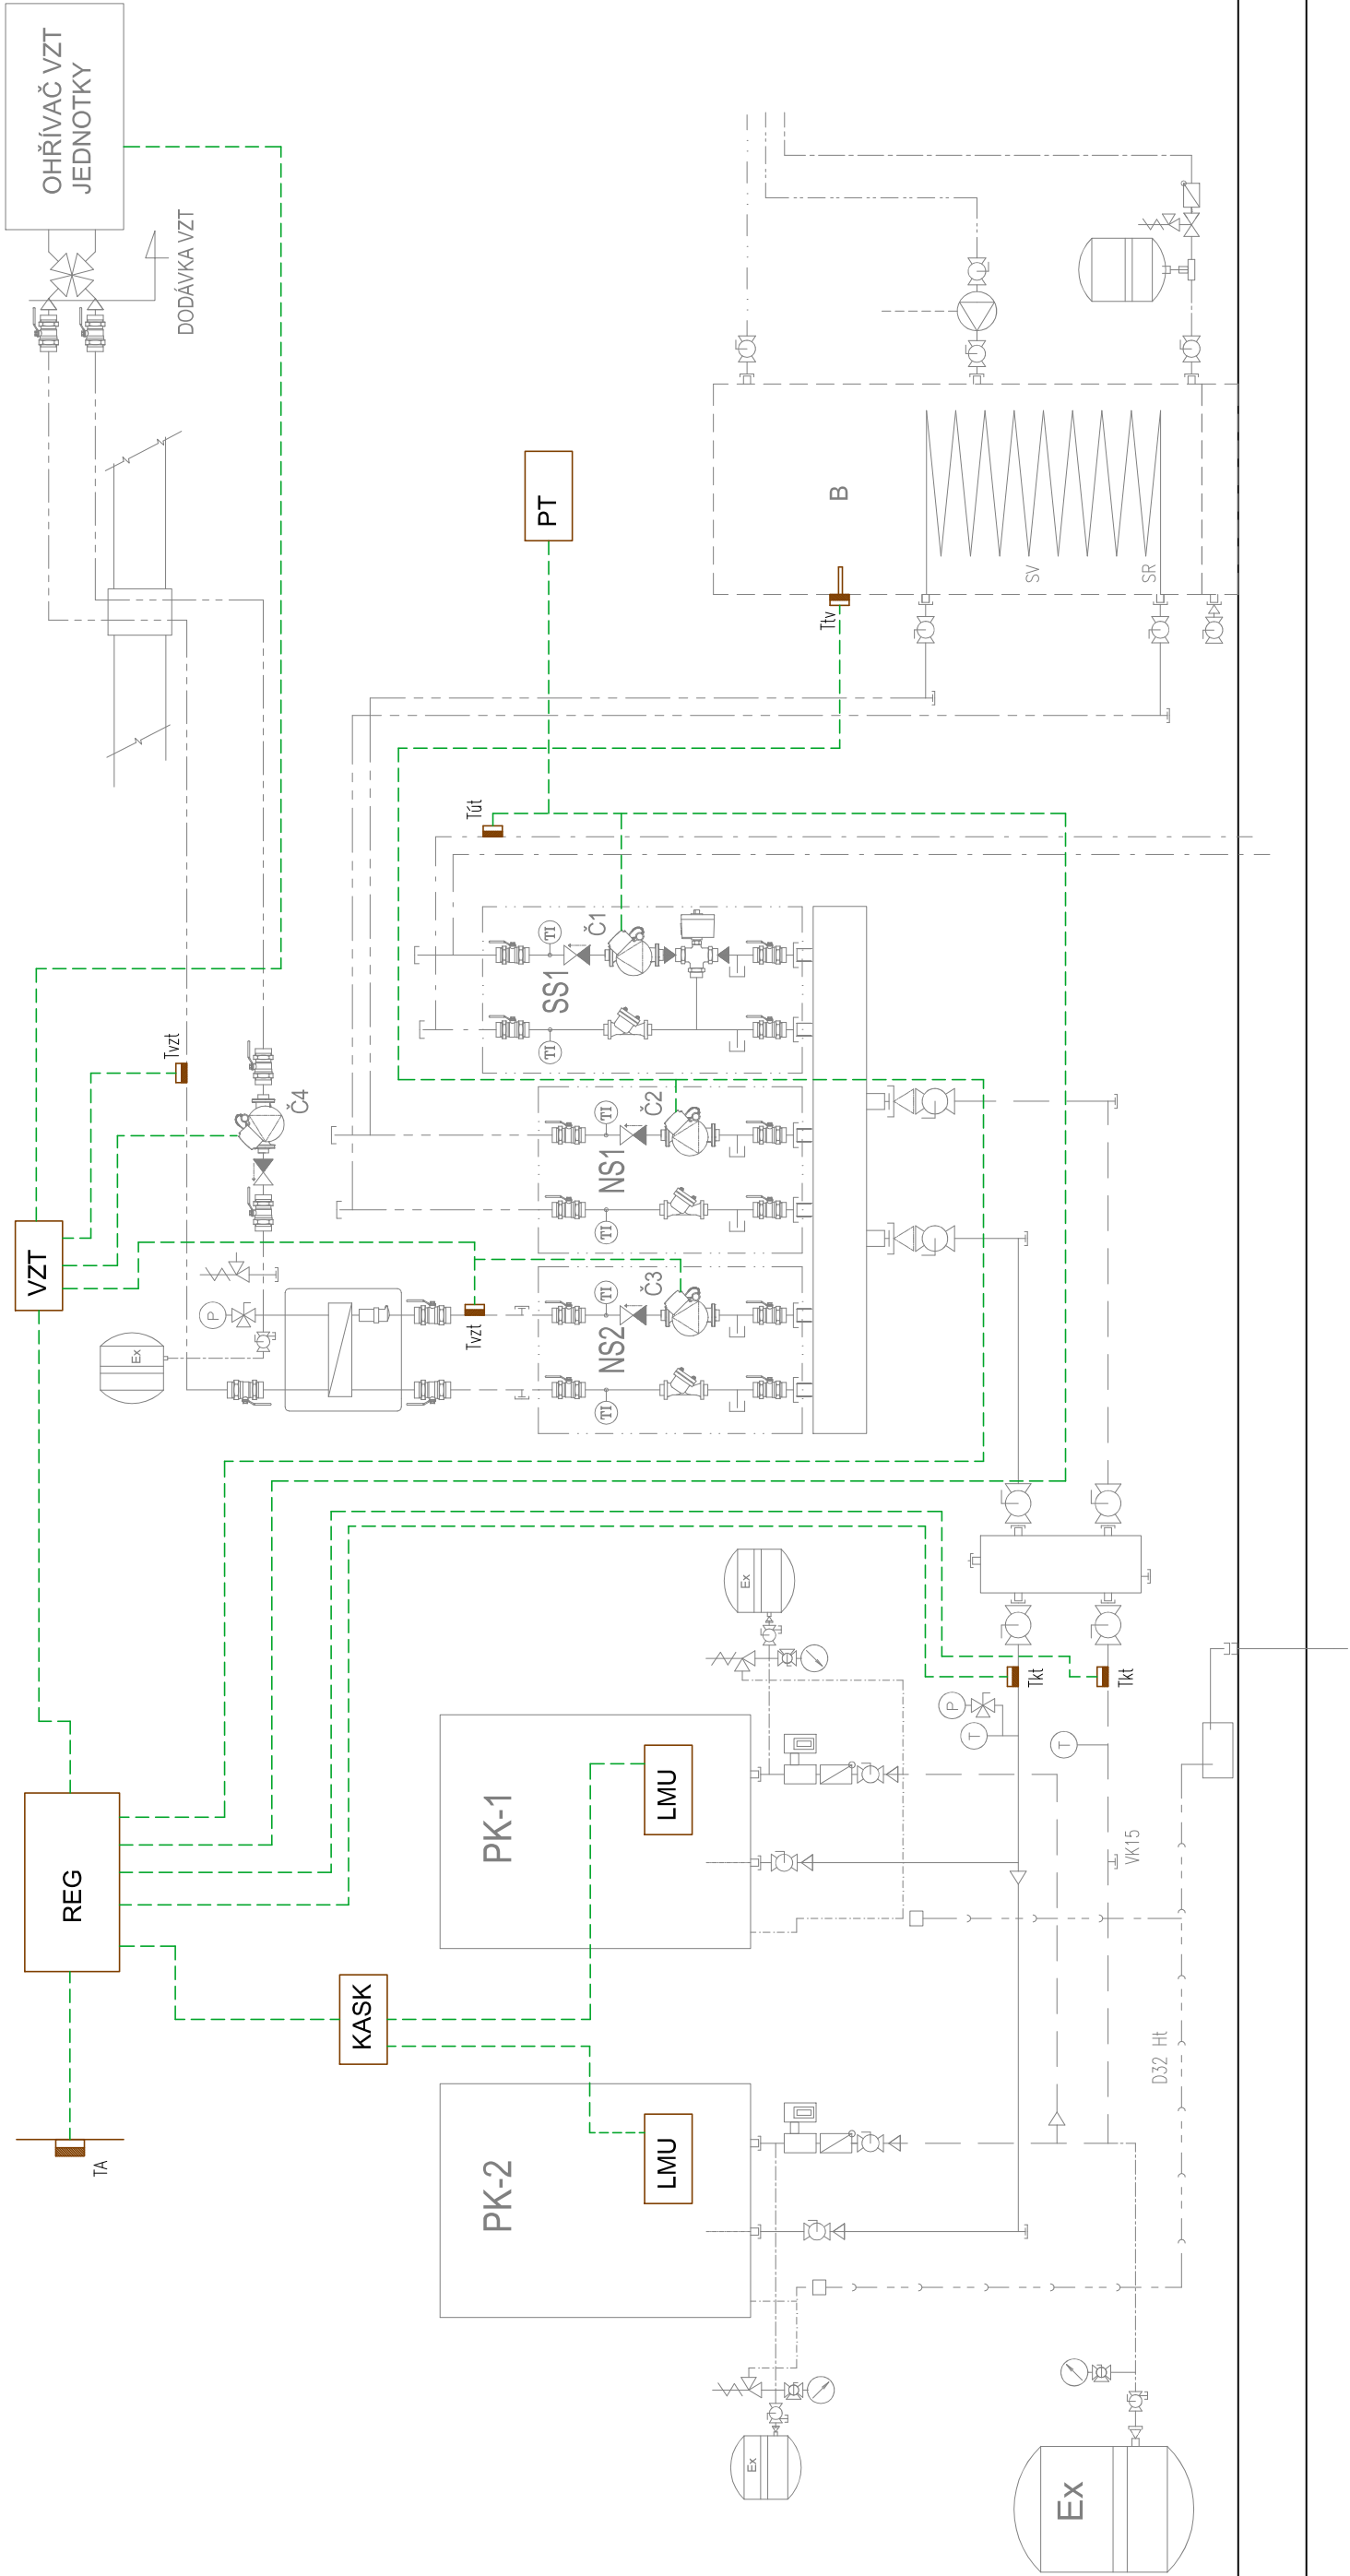 OHŘÍVAČ VZT
JEDNOTKY
VZT
REG
TA
Ex
Tvzt
DODÁVKA VZT
P
Č4
KASK
Tvzt
Tút
PK-2
PK-1
PT
TI
TI
SS1
Č1
TI
TI
TI
TI
NS2
NS1
Č3
Č2
LMU
LMU
Ex
Ex
Ttv
B
P
T
Tkt
SV
T
Ex
Tkt
VK15
SR
D32 Ht